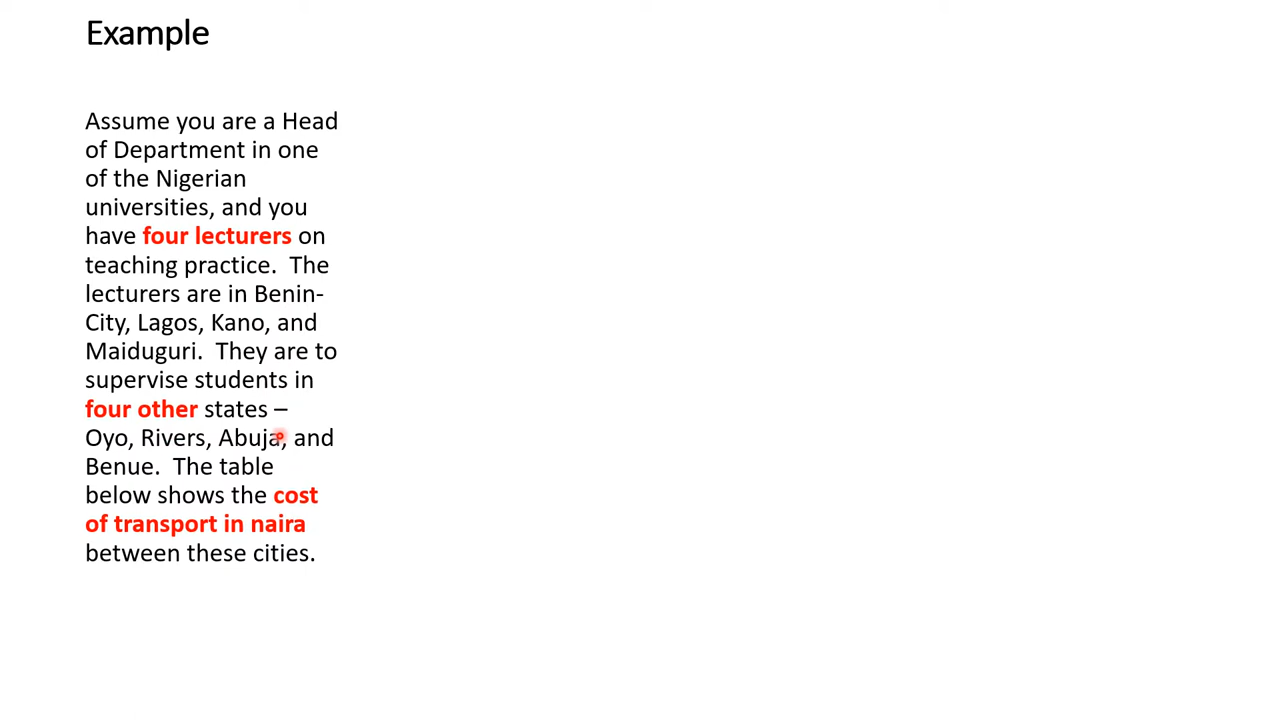 Example
Assume you are a Head
of Department in one
of the Nigerian
universities, and you
have four lecturers on
teaching practice.  The
lecturers are in Benin-
City, Lagos, Kano, and
Maiduguri.  They are to
supervise students in
four other states –
Oyo, Rivers, Abuja, and
Benue.  The table
below shows the cost
of transport in naira
between these cities.